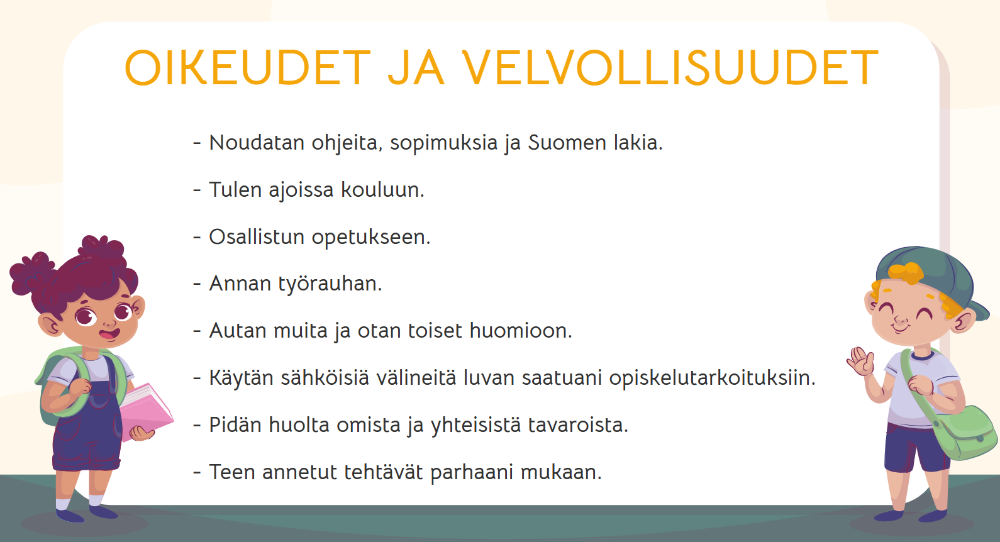 OIKEUDET JA VELVOLLISUUDET
- Noudatan ohjeita, sopimuksia ja Suomen lakia.
- Tulen ajoissa kouluun.
- Osallistun opetukseen.
- Annan työrauhan.
- Autan muita ja otan toiset huomioon.
- Käytän sähköisiä välineitä luvan saatuani opiskelutarkoituksiin.
- Pidän huolta omista ja yhteisistä tavaroista.
- Teen annetut tehtävät parhaani mukaan.